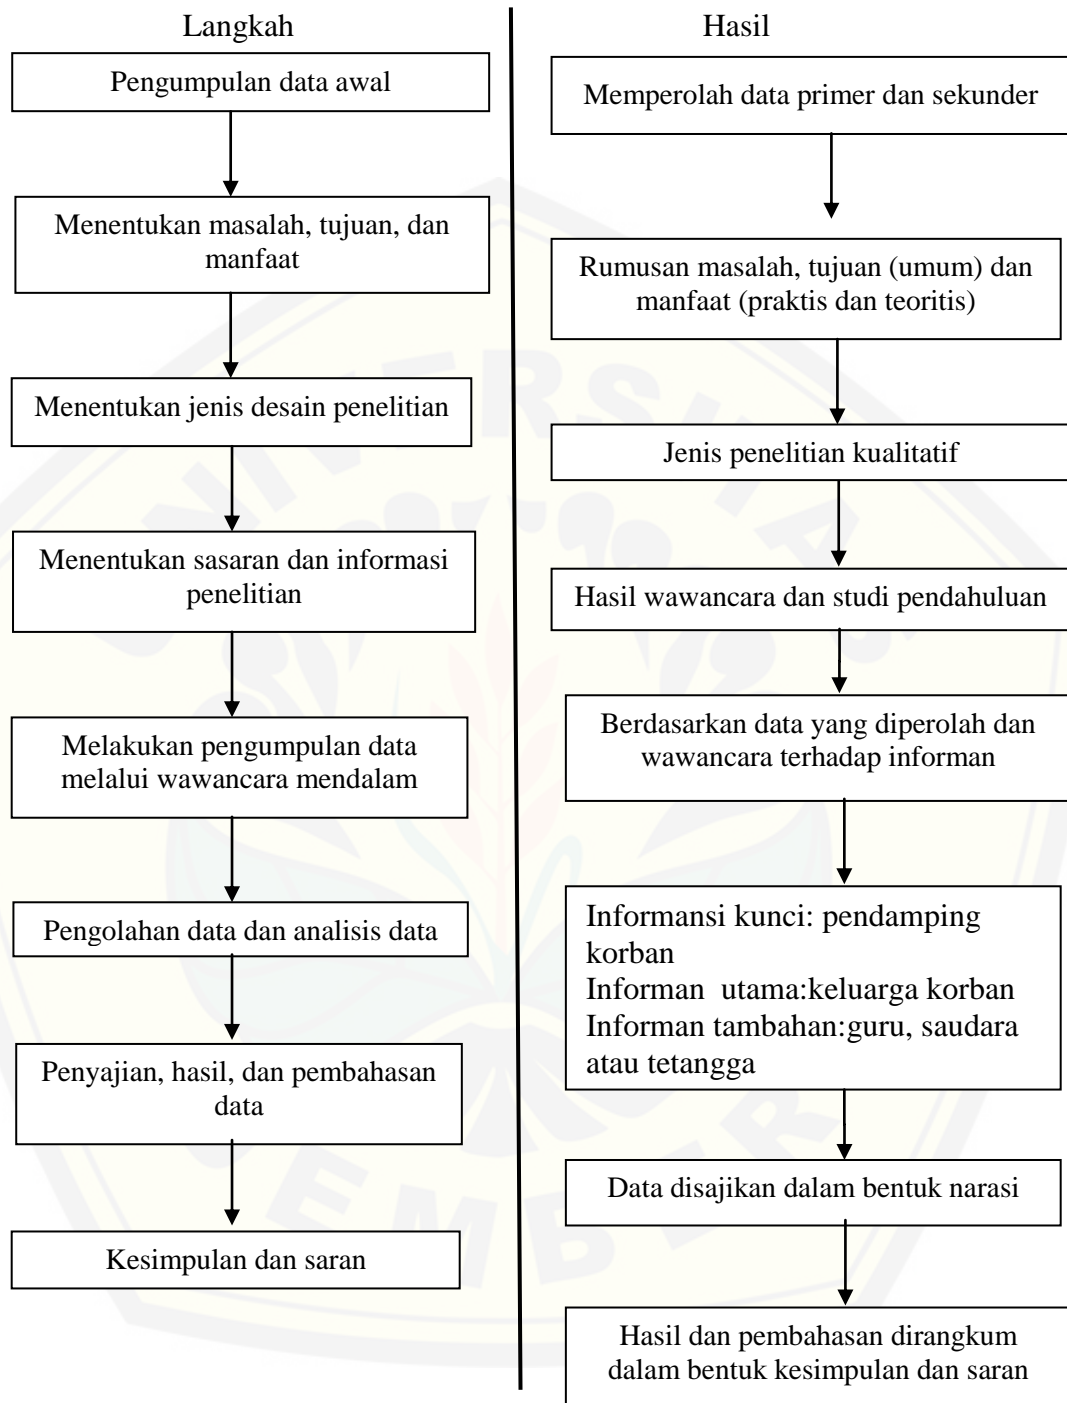 Langkah
Pengumpulan data awal
Menentukan masalah, tujuan, dan
manfaat
Menentukan jenis desain penelitian
Menentukan sasaran dan informasi
penelitian
Melakukan pengumpulan data
melalui wawancara mendalam
Pengolahan data dan analisis data
Penyajian, hasil, dan pembahasan
data
Kesimpulan dan saran
Hasil
Memperolah data primer dan sekunder
Rumusan masalah, tujuan (umum) dan
manfaat (praktis dan teoritis)
Jenis penelitian kualitatif
Hasil wawancara dan studi pendahuluan
Berdasarkan data yang diperolah dan
wawancara terhadap informan
Informansi kunci: pendamping
korban
Informan  utama:keluarga korban
Informan tambahan:guru, saudara
atau tetangga
Data disajikan dalam bentuk narasi
Hasil dan pembahasan dirangkum
dalam bentuk kesimpulan dan saran
UNIVERSITAS
JEMBER